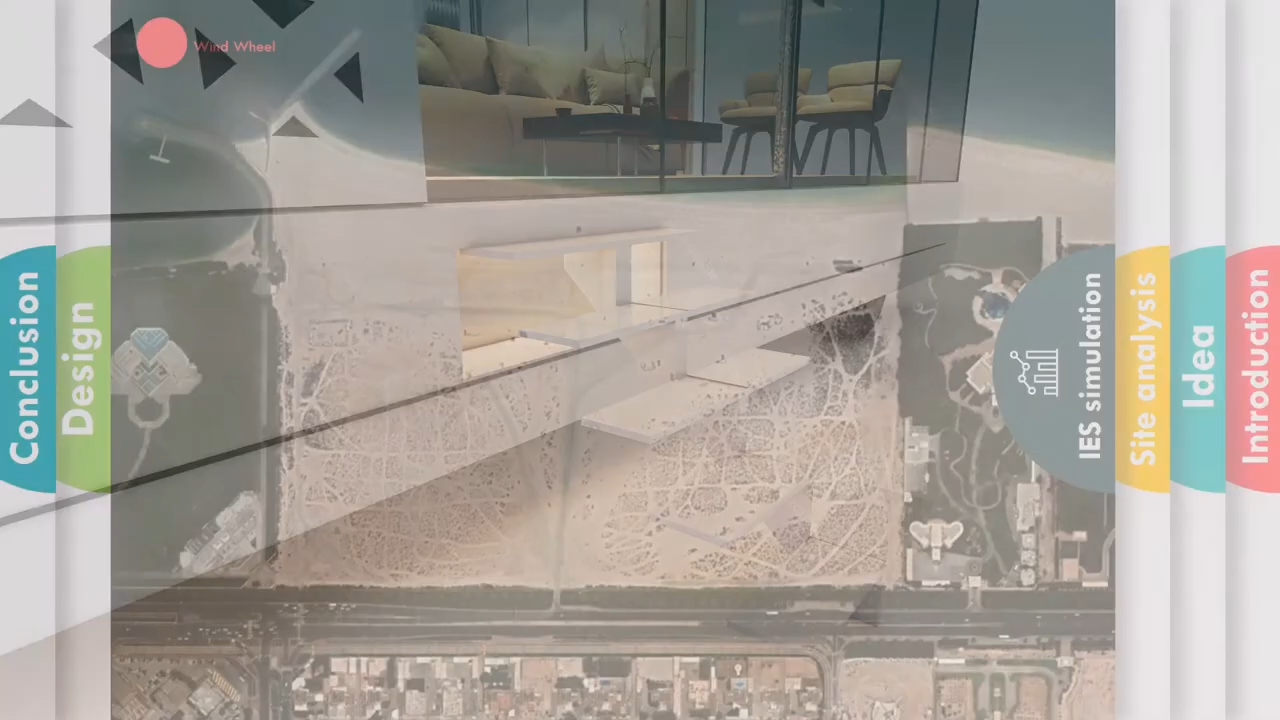 Wind Wheel
Conclusion
Design
IES simulation
Site analysis
Idea
Introduction